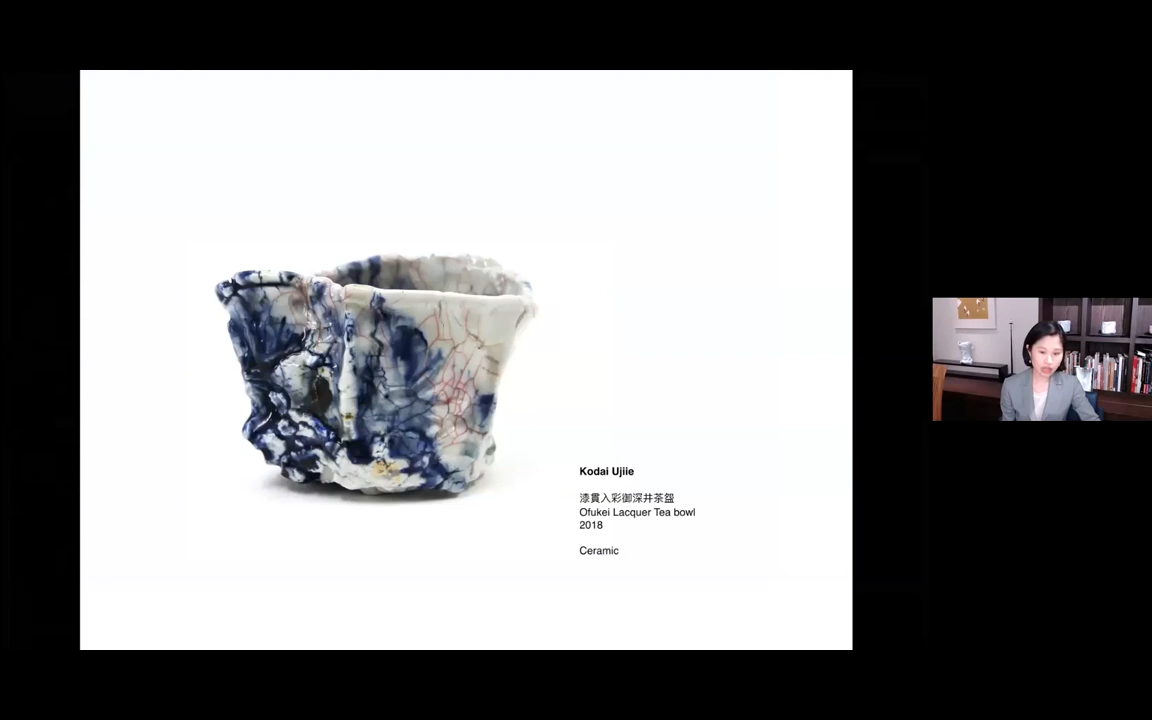 Kodai Ujiie
漆貫入彩御深井茶盌
Ofukei Lacquer Tea bowl
2018
Ceramic